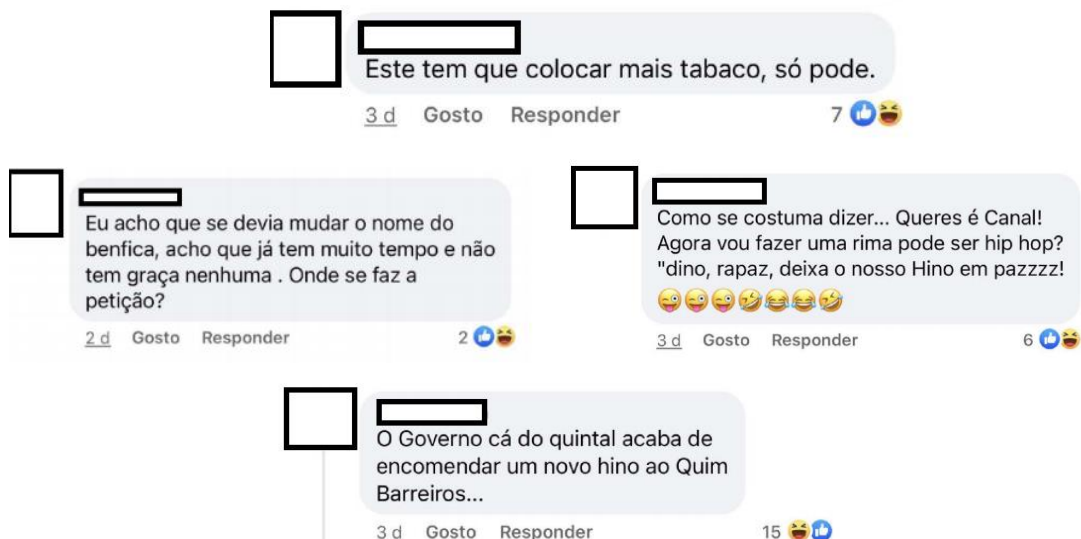 Este tem que colocar mais tabaco, só pode.
3 d Gosto Responder 7
Eu acho que se devia mudar o nome do
benfica, acho que já tem muito tempo e não
tem graça nenhuma . Onde se faz a
petição?
2 d Gosto Responder 2
Como se costuma dizer... Queres é Canal!
Agora vou fazer uma rima pode ser hip hop?
"dino, rapaz, deixa o nosso Hino em pazzzz!
😜😜😜🤣😂😂🤣
3 d Gosto Responder 6
O Governo cá do quintal acaba de
encomendar um novo hino ao Quim
Barreiros...
3 d Gosto Responder 15